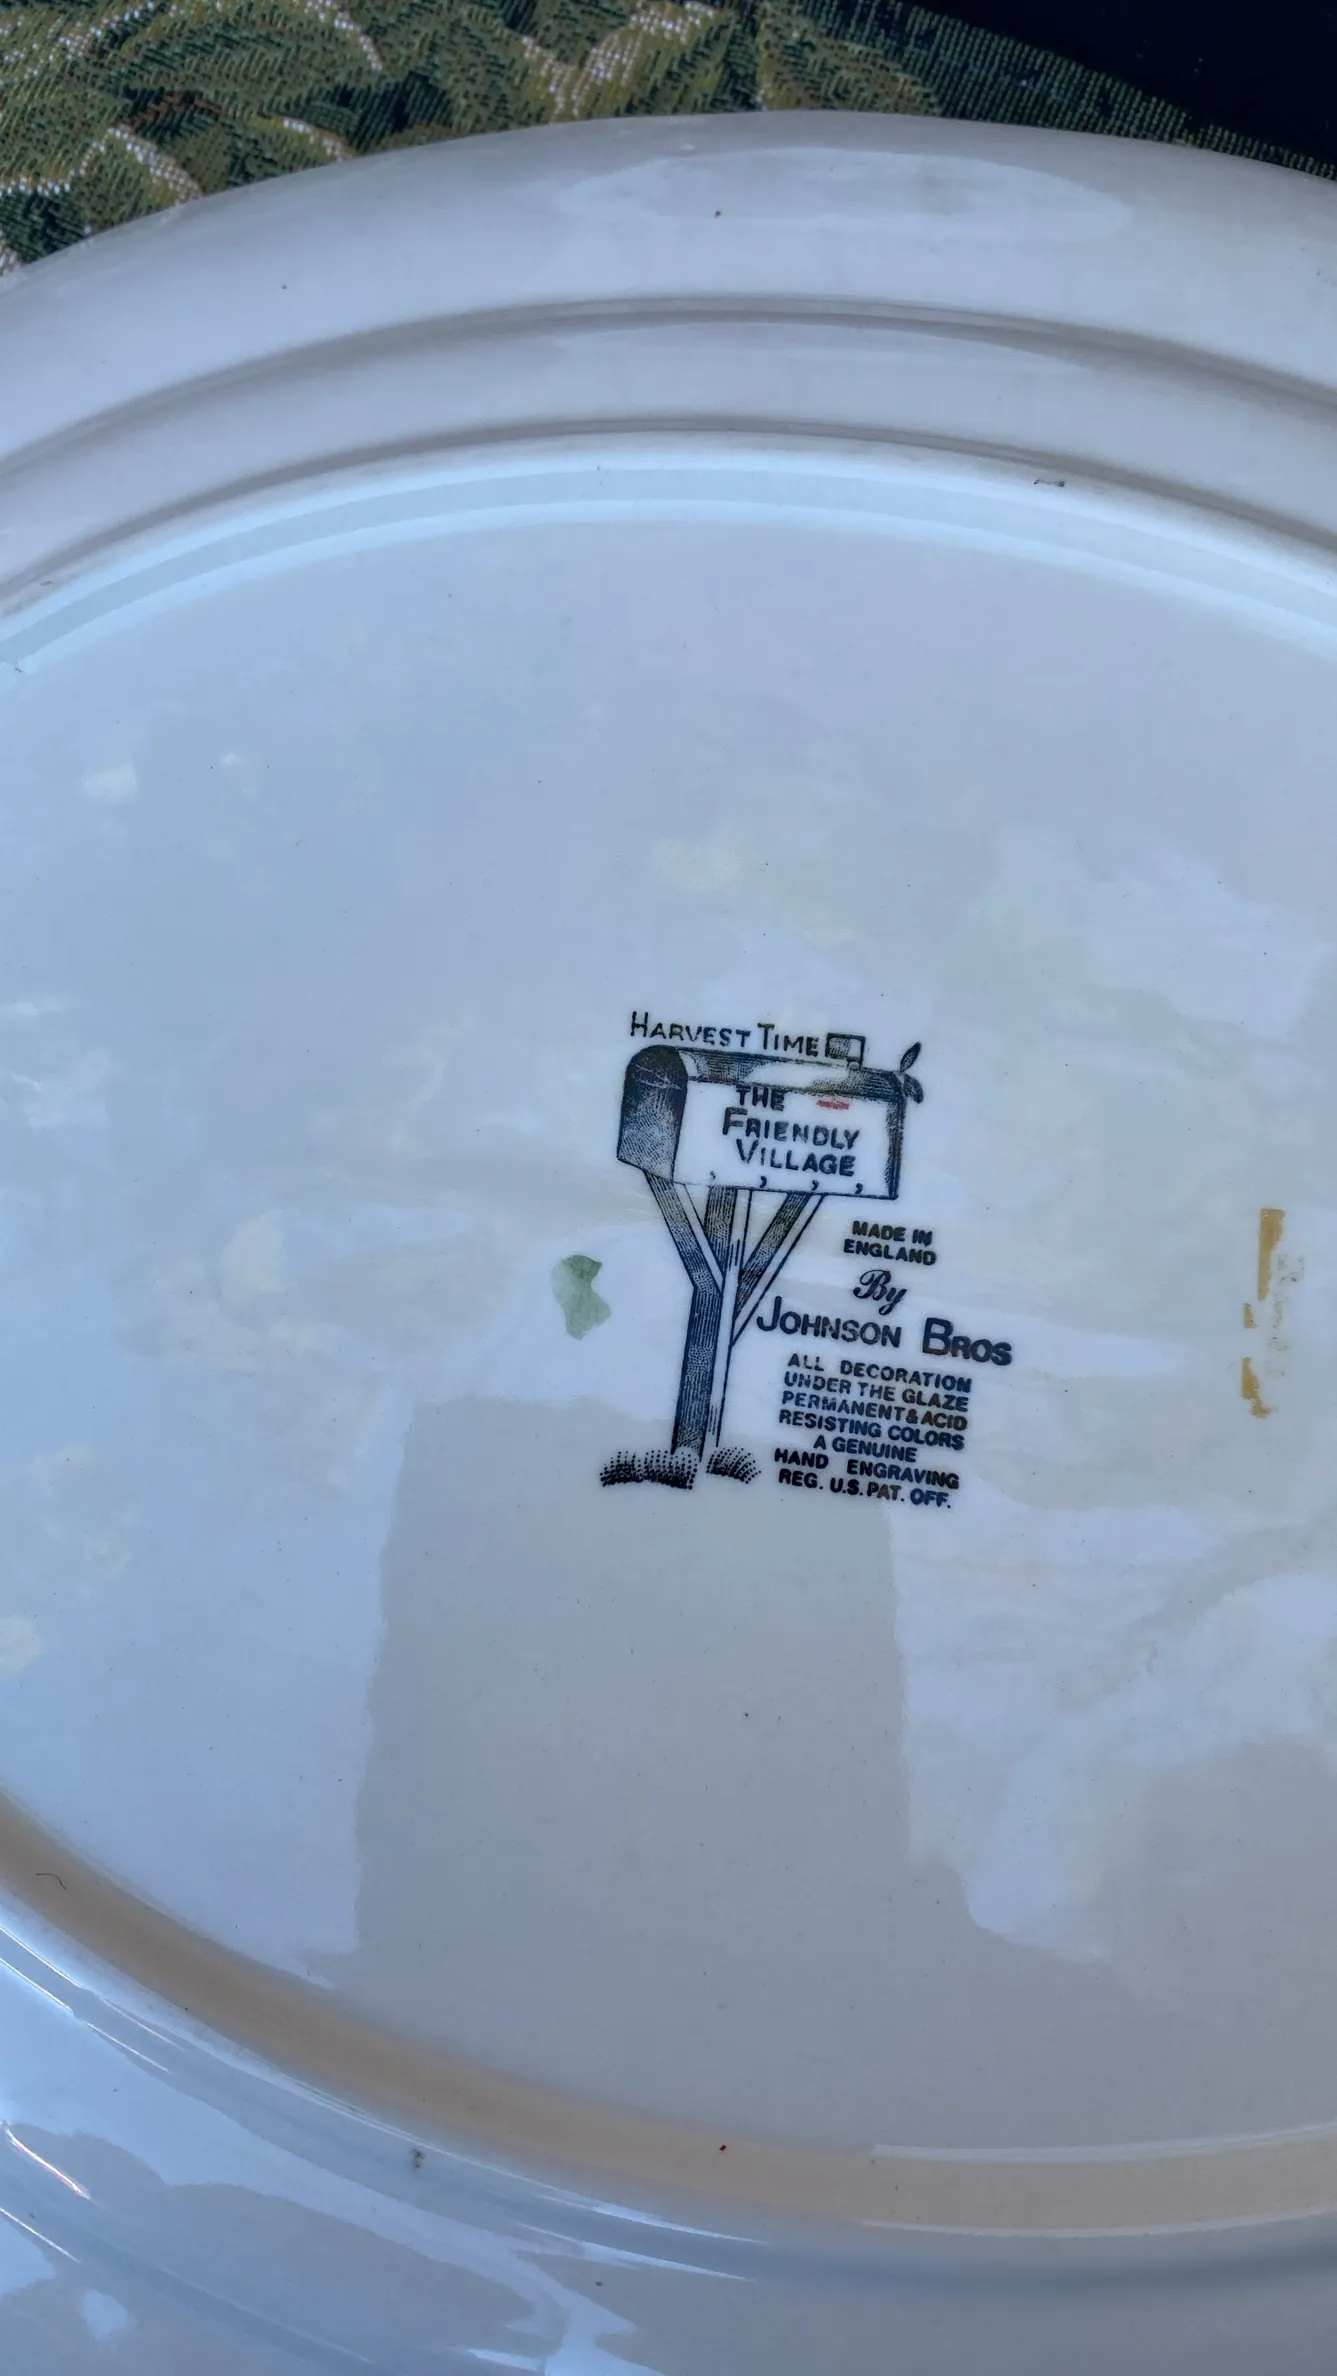 HARVEST TIME
THE
FRIENDLY
VILLAGE
MADE IN
ENGLAND
By
JOHNSON BROS
ALL DECORATION
UNDER THE GLAZE
PERMANENT & ACID
RESISTING COLORS
A GENUINE
HAND ENGRAVING
REG. U.S. PAT. OFF.